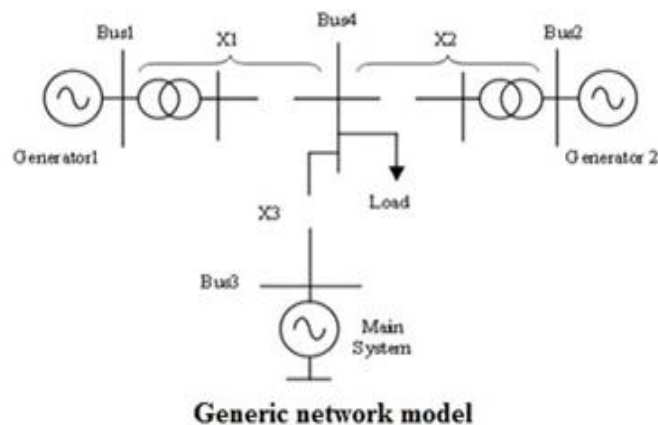 Bus4
Bus1
X1
X2
Bus2
Generator1
Generator 2
Load
X3
Bus3
Main
System
Generic network model